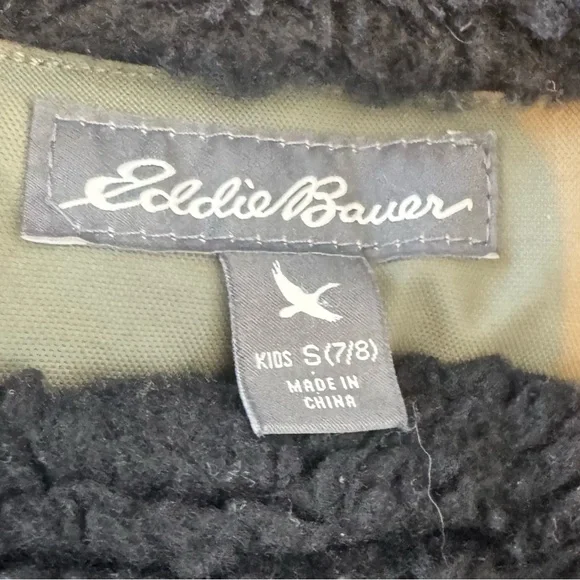 Eddie Bauer
KIDS S (7/8)
MADE IN
CHINA